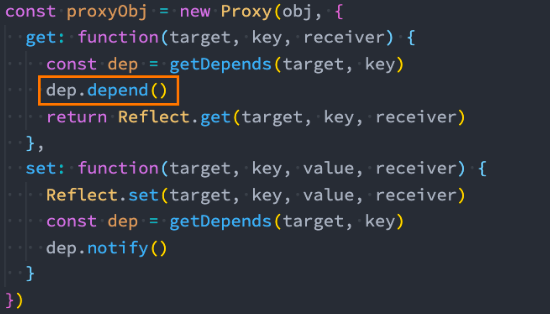 const proxyObj = new Proxy(obj, {
  get: function(target, key, receiver) {
    const dep = getDepends(target, key)
    dep.depend()
    return Reflect.get(target, key, receiver)
  },
  set: function(target, key, value, receiver) {
    Reflect.set(target, key, value, receiver)
    const dep = getDepends(target, key)
    dep.notify()
  }
})